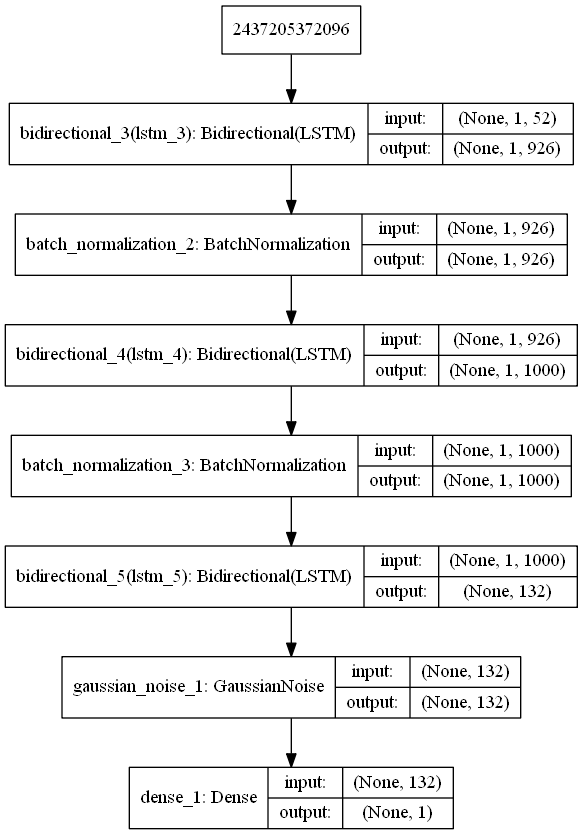 2437205372096
bidirectional_3(lstm_3): Bidirectional(LSTM)
input: (None, 1, 52)
output: (None, 1, 926)
batch_normalization_2: BatchNormalization
input: (None, 1, 926)
output: (None, 1, 926)
bidirectional_4(lstm_4): Bidirectional(LSTM)
input: (None, 1, 926)
output: (None, 1, 1000)
batch_normalization_3: BatchNormalization
input: (None, 1, 1000)
output: (None, 1, 1000)
bidirectional_5(lstm_5): Bidirectional(LSTM)
input: (None, 1, 1000)
output: (None, 132)
gaussian_noise_1: GaussianNoise
input: (None, 132)
output: (None, 132)
dense_1: Dense
input: (None, 132)
output: (None, 1)